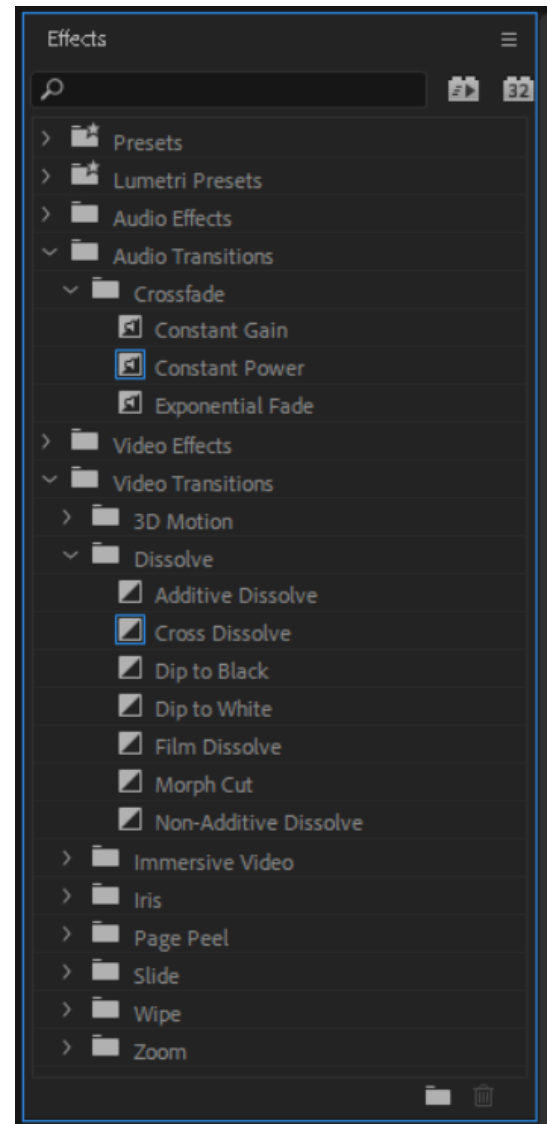 Effects
32
Presets
Lumetri Presets
Audio Effects
Audio Transitions
Crossfade
Constant Gain
Constant Power
Exponential Fade
Video Effects
Video Transitions
3D Motion
Dissolve
Additive Dissolve
Cross Dissolve
Dip to Black
Dip to White
Film Dissolve
Morph Cut
Non-Additive Dissolve
Immersive Video
Iris
Page Peel
Slide
Wipe
Zoom